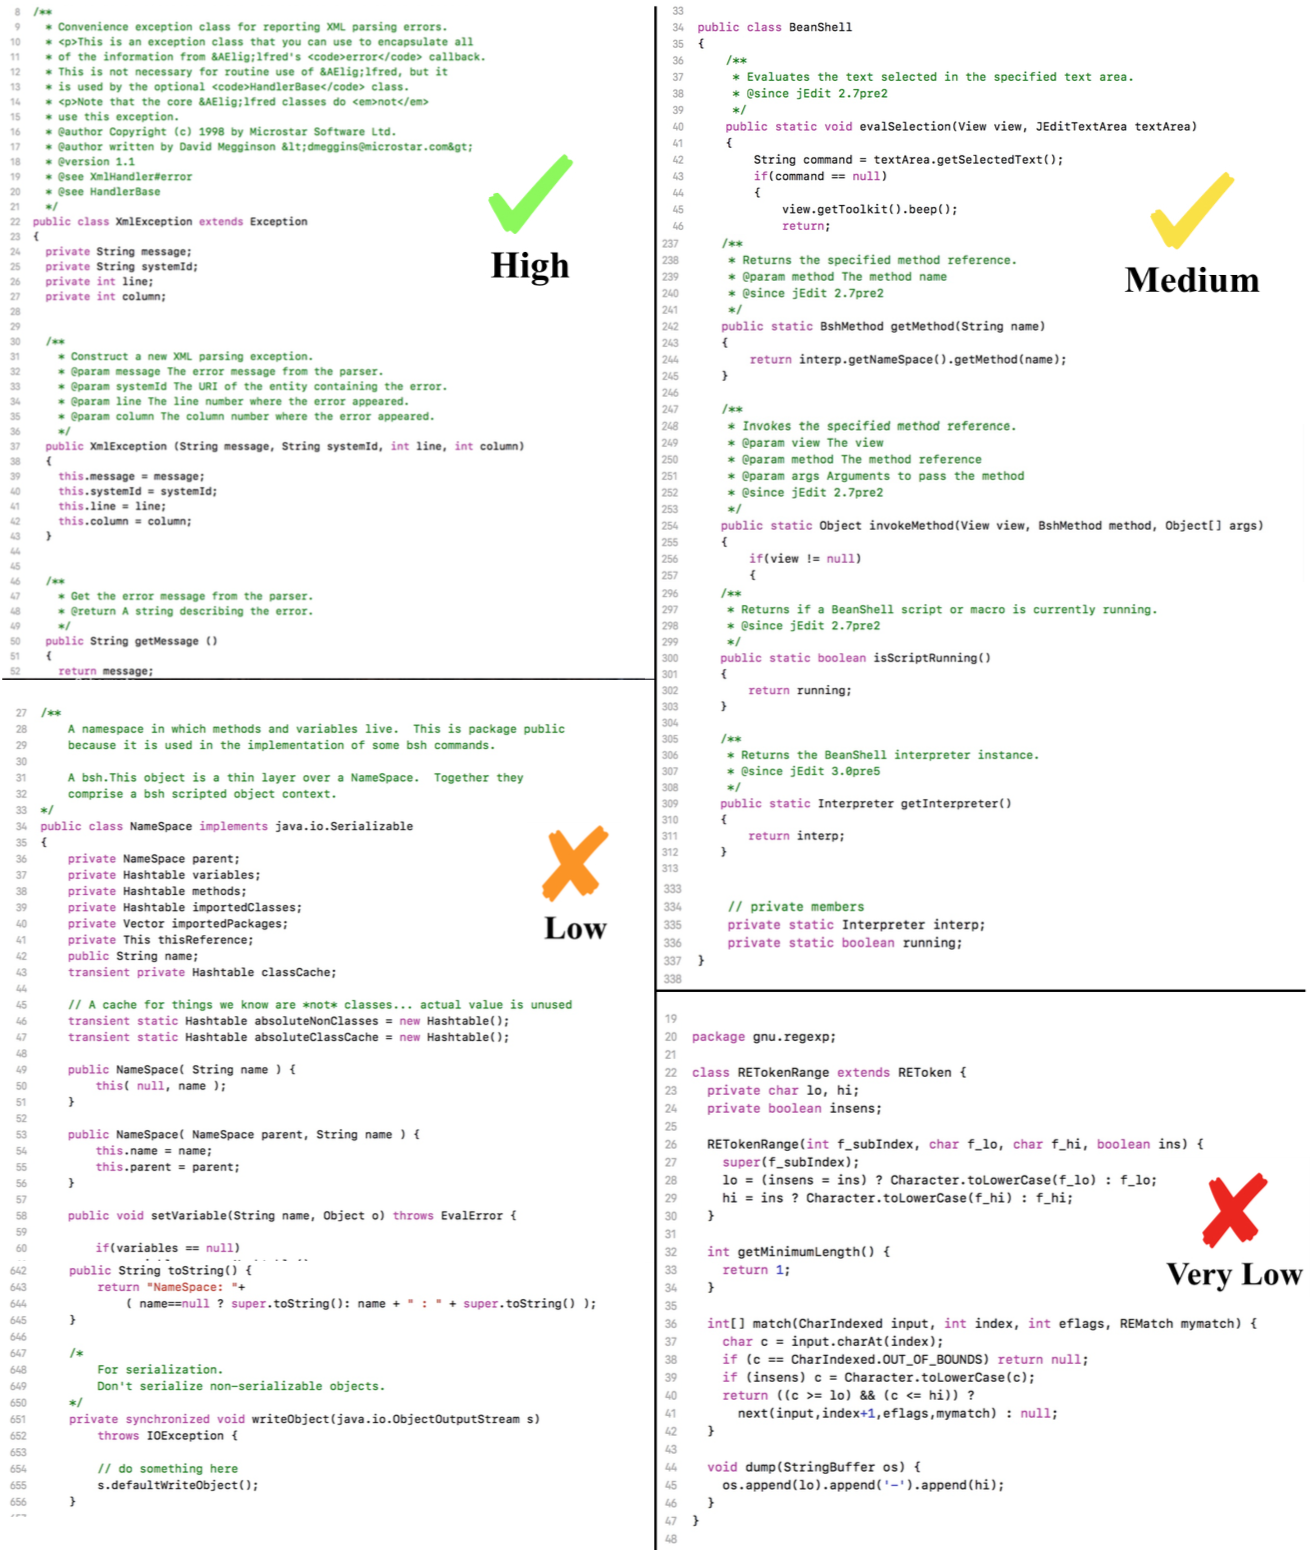 8 /**
9 * Convenience exception class for reporting XML parsing errors.
10 * <p>This is an exception class that you can use to encapsulate all
11 * of the information from &AElig;lfred's <code>error</code> callback.
12 * This is not necessary for routine use of &AElig;lfred, but it
13 * is used by the optional <code>HandlerBase</code> class.
14 * <p>Note that the core &AElig;lfred classes do <em>not</em>
15 * use this exception.
16 * @author Copyright (c) 1998 by Microstar Software Ltd.
17 * @author written by David Megginson &lt;dmeggins@microstar.com&gt;
18 * @version 1.1
19 * @see XmlHandler#error
20 * @see HandlerBase
21 */
22 public class XmlException extends Exception
23 {
24 private String message;
25 private String systemId;
26 private int line;
27 private int column;
28
29
30 /**
31 * Construct a new XML parsing exception.
32 * @param message The error message from the parser.
33 * @param systemId The URI of the entity containing the error.
34 * @param line The line number where the error appeared.
35 * @param column The column number where the error appeared.
36 */
37 public XmlException (String message, String systemId, int line, int column)
38 {
39 this.message = message;
40 this.systemId = systemId;
41 this.line = line;
42 this.column = column;
43 }
44
45
46 /**
47 * Get the error message from the parser.
48 * @return A string describing the error.
49 */
50 public String getMessage ()
51 {
52 return message;
High
33
34 public class BeanShell
35 {
36 /**
37 * Evaluates the text selected in the specified text area.
38 * @since jEdit 2.7pre2
39 */
40 public static void evalSelection(View view, JEditTextArea textArea)
41 {
42 String command = textArea.getSelectedText();
43 if(command == null)
44 {
45 view.getToolkit().beep();
46 return;
237 /**
238 * Returns the specified method reference.
239 * @param method The method name
240 * @since jEdit 2.7pre2
241 */
242 public static BshMethod getMethod(String name)
243 {
244 return interp.getNameSpace().getMethod(name);
245 }
246
247 /**
248 * Invokes the specified method reference.
249 * @param view The view
250 * @param method The method reference
251 * @param args Arguments to pass the method
252 * @since jEdit 2.7pre2
253 */
254 public static Object invokeMethod(View view, BshMethod method, Object[] args)
255 {
256 if(view != null)
257 {
296 /**
297 * Returns if a BeanShell script or macro is currently running.
298 * @since jEdit 2.7pre2
299 */
300 public static boolean isScriptRunning()
301 {
302 return running;
303 }
304
305 /**
306 * Returns the BeanShell interpreter instance.
307 * @since jEdit 3.0pre5
308 */
309 public static Interpreter getInterpreter()
310 {
311 return interp;
312 }
313
333
334 // private members
335 private static Interpreter interp;
336 private static boolean running;
337 }
338
Medium
27 /**
28 A namespace in which methods and variables live. This is package public
29 because it is used in the implementation of some bsh commands.
30
31 A bsh.This object is a thin layer over a NameSpace. Together they
32 comprise a bsh scripted object context.
33 */
34 public class NameSpace implements java.io.Serializable
35 {
36 private NameSpace parent;
37 private Hashtable variables;
38 private Hashtable methods;
39 private Hashtable importedClasses;
40 private Vector importedPackages;
41 private This thisReference;
42 public String name;
43 transient private Hashtable classCache;
44
45 // A cache for things we know are *not* classes... actual value is unused
46 transient static Hashtable absoluteNonClasses = new Hashtable();
47 transient static Hashtable absoluteClassCache = new Hashtable();
48
49 public NameSpace( String name ) {
50 this( null, name );
51 }
52
53 public NameSpace( NameSpace parent, String name ) {
54 this.name = name;
55 this.parent = parent;
56 }
57
58 public void setVariable(String name, Object o) throws EvalError {
59
60 if(variables == null)
642 public String toString() {
643 return "NameSpace: "+
644 ( name==null ? super.toString(): name + " : " + super.toString() );
645 }
646
647 /*
648 For serialization.
649 Don't serialize non-serializable objects.
650 */
651 private synchronized void writeObject(java.io.ObjectOutputStream s)
652 throws IOException {
653
654 // do something here
655 s.defaultWriteObject();
656 }
Low
19
20 package gnu.regexp;
21
22 class RETokenRange extends REToken {
23 private char lo, hi;
24 private boolean insens;
25
26 RETokenRange(int f_subIndex, char f_lo, char f_hi, boolean ins) {
27 super(f_subIndex);
28 lo = (insens = ins) ? Character.toLowerCase(f_lo) : f_lo;
29 hi = ins ? Character.toLowerCase(f_hi) : f_hi;
30 }
31
32 int getMinimumLength() {
33 return 1;
34 }
35
36 int[] match(CharIndexed input, int index, int eflags, REMatch mymatch) {
37 char c = input.charAt(index);
38 if (c == CharIndexed.OUT_OF_BOUNDS) return null;
39 if (insens) c = Character.toLowerCase(c);
40 return ((c >= lo) && (c <= hi)) ?
41 next(input,index+1,eflags,mymatch) : null;
42 }
43
44 void dump(StringBuffer os) {
45 os.append(lo).append('-').append(hi);
46 }
47 }
48
Very Low